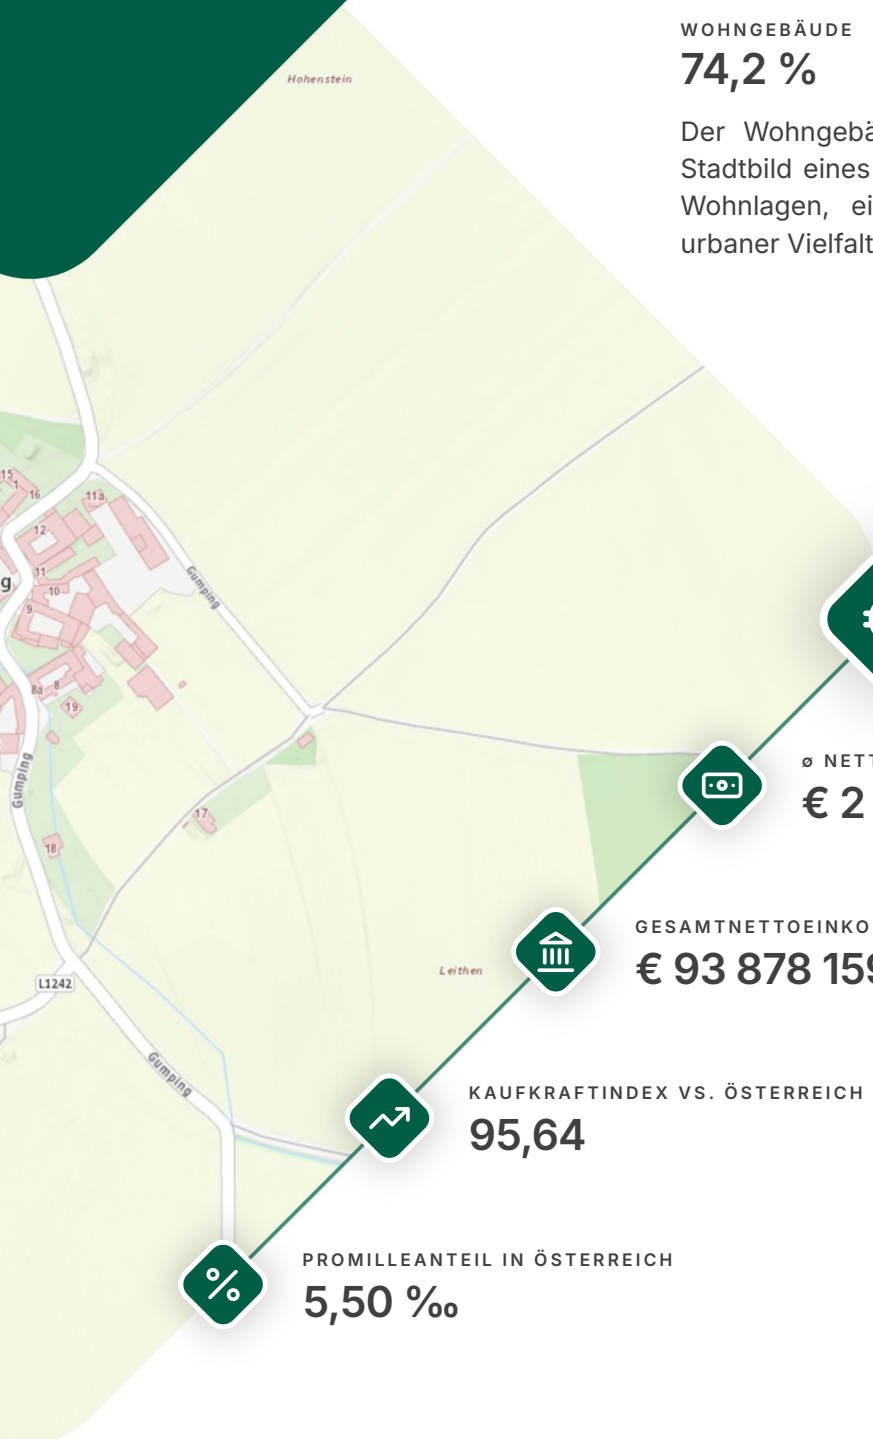 WOHNGEBÄUDE
74,2 %
Der Wohngebä
Stadtbild eines
Wohnlagen, ei
urbaner Vielfalt
Hohenstein
15
1
16
11a
12
g
11
10
9
Gumping
8a
8
19
Gumping
17
18
L1242
Leithen
Gumping
ø NETT
€ 2
GESAMTNETTOEINKO
€ 93 878 159
KAUFKRAFTINDEX VS. ÖSTERREICH
95,64
PROMILLEANTEIL IN ÖSTERREICH
5,50 ‰